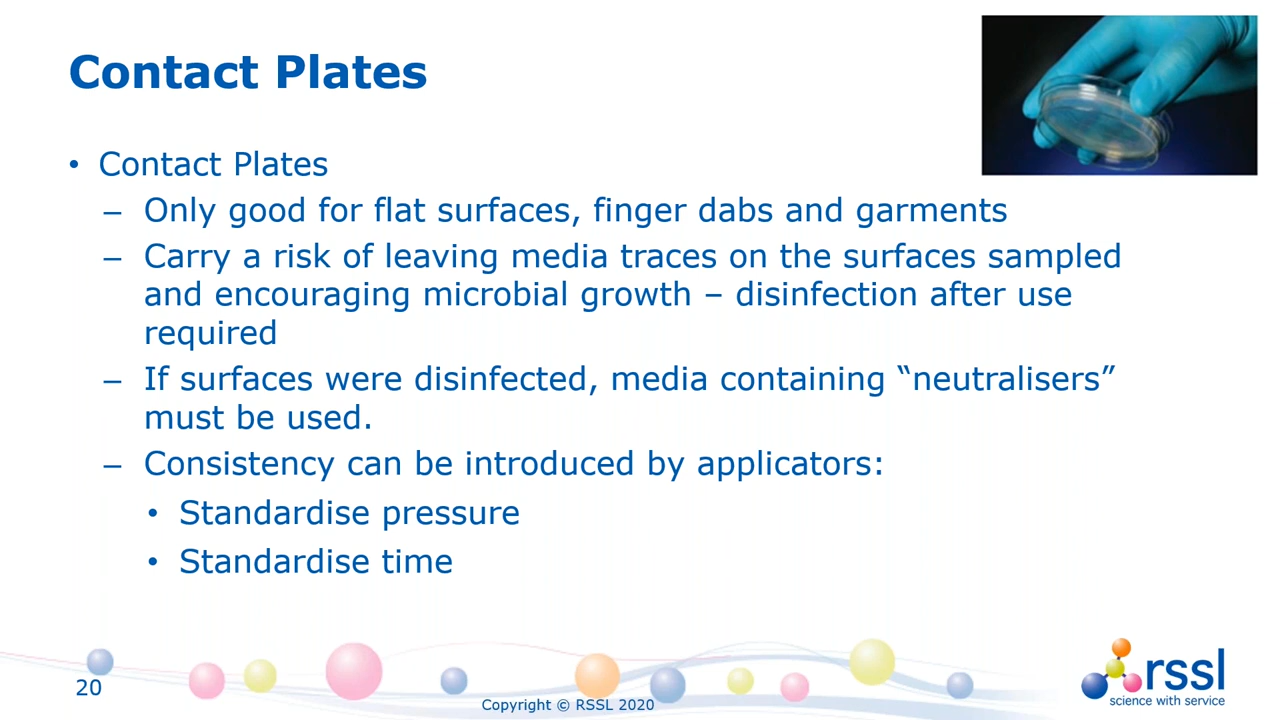 Contact Plates
• Contact Plates
– Only good for flat surfaces, finger dabs and garments
– Carry a risk of leaving media traces on the surfaces sampled
and encouraging microbial growth – disinfection after use
required
– If surfaces were disinfected, media containing “neutralisers”
must be used.
– Consistency can be introduced by applicators:
• Standardise pressure
• Standardise time
20
Copyright © RSSL 2020
rssl
science with service